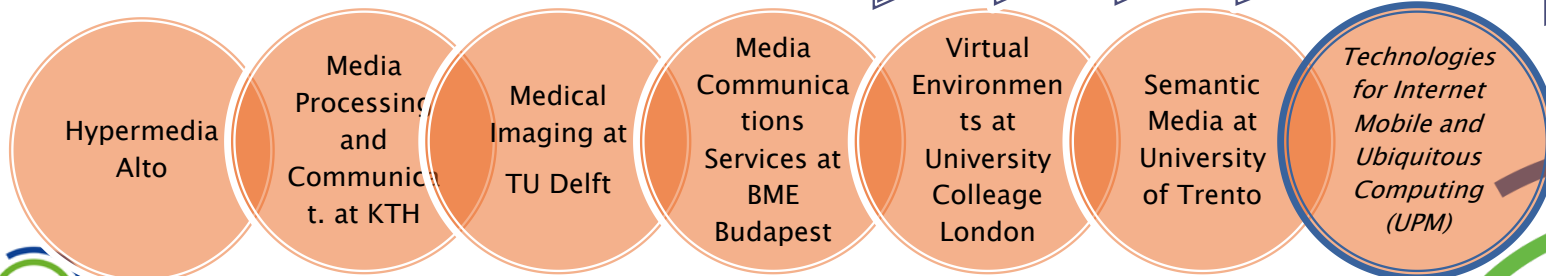 Hypermedia
Alto
Media
Processing
and
Communica
t. at KTH
Medical
Imaging at
TU Delft
Media
Communica
tions
Services at
BME
Budapest
Virtual
Environmen
ts at
University
Colleage
London
Semantic
Media at
University
of Trento
Technologies
for Internet
Mobile and
Ubiquitous
Computing
(UPM)